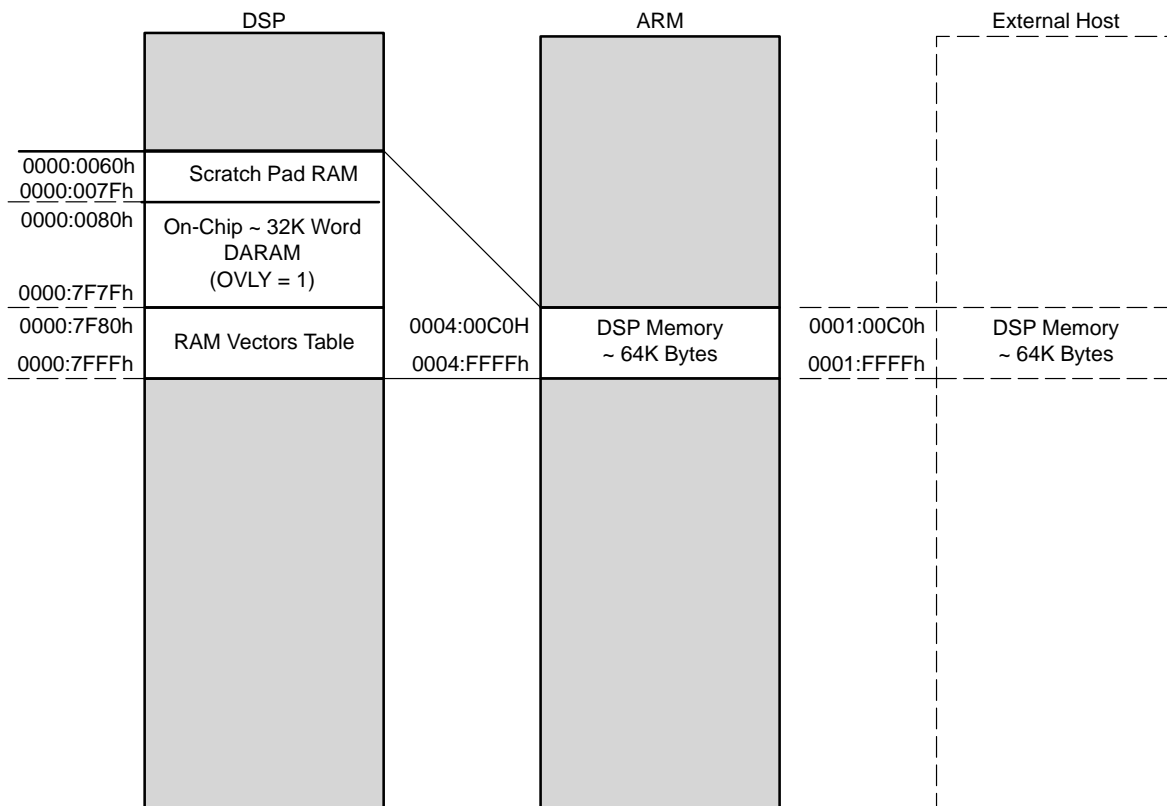 DSP
ARM
External Host
0000:0060h
Scratch Pad RAM
0000:007Fh
0000:0080h
On-Chip ~ 32K Word
DARAM
(OVLY = 1)
0000:7F7Fh
0000:7F80h
RAM Vectors Table
0000:7FFFh
0004:00C0H
DSP Memory
~ 64K Bytes
0004:FFFFh
0001:00C0h
DSP Memory
~ 64K Bytes
0001:FFFFh